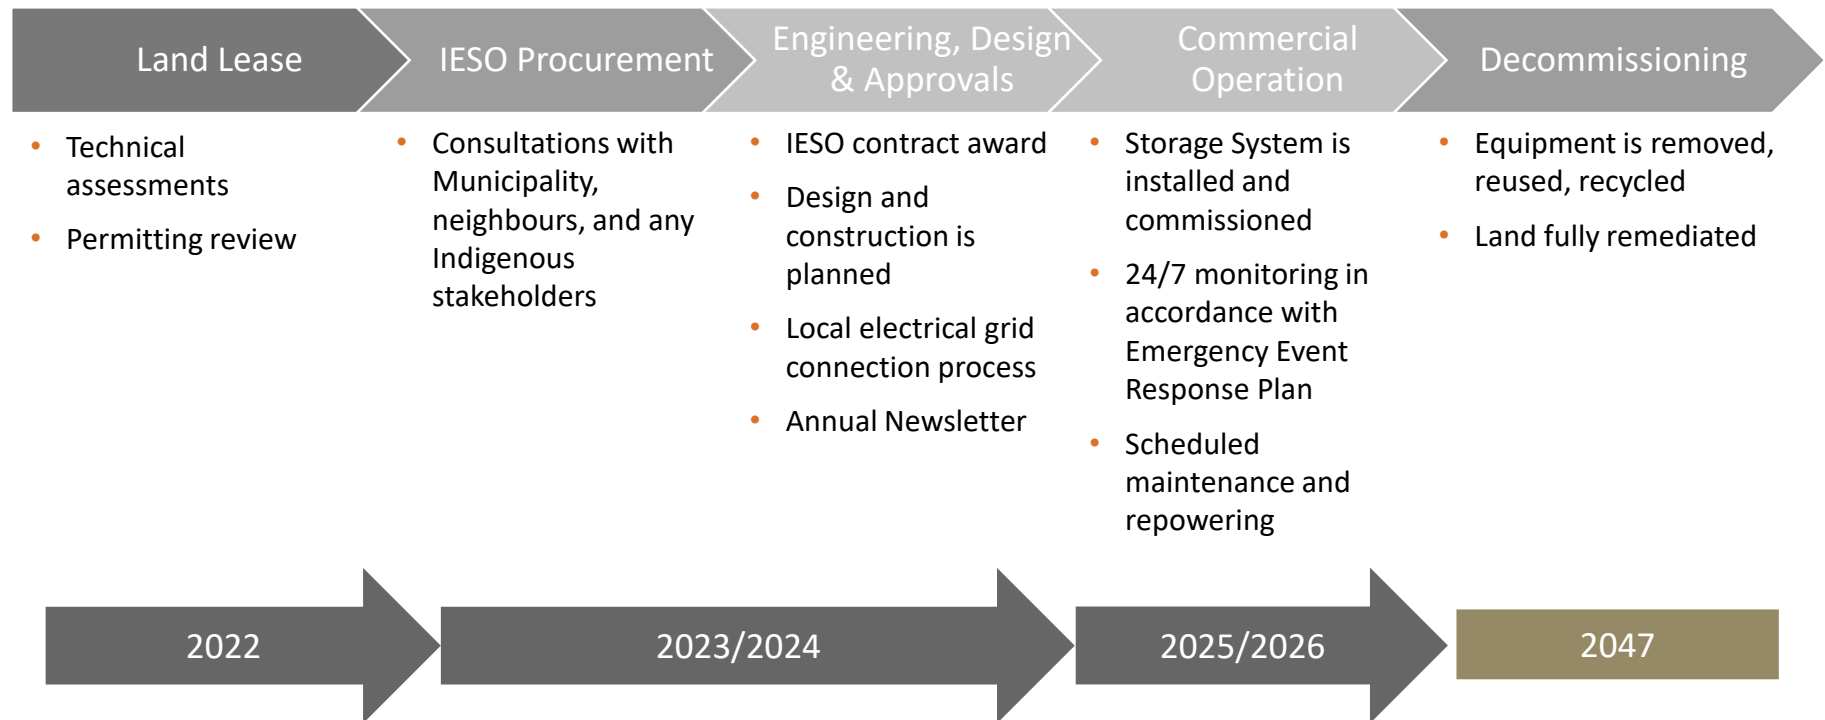 Land Lease
IESO Procurement
Engineering, Design
& Approvals
Commercial
Operation
Decommissioning
• Technical
assessments
• Permitting review
• Consultations with
Municipality,
neighbours, and any
Indigenous
stakeholders
• IESO contract award
• Design and
construction is
planned
• Local electrical grid
connection process
• Annual Newsletter
• Storage System is
installed and
commissioned
• 24/7 monitoring in
accordance with
Emergency Event
Response Plan
• Scheduled
maintenance and
repowering
• Equipment is removed,
reused, recycled
• Land fully remediated
2022
2023/2024
2025/2026
2047